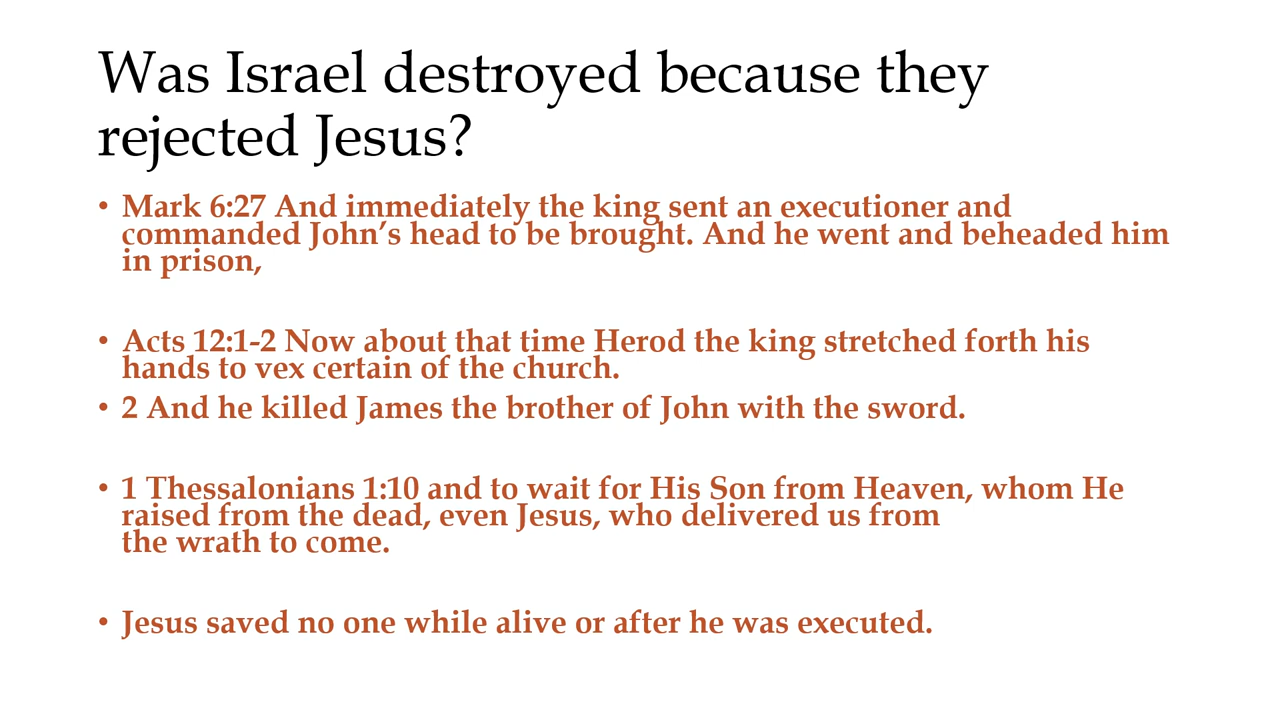 Was Israel destroyed because they
rejected Jesus?
• Mark 6:27 And immediately the king sent an executioner and
commanded John’s head to be brought. And he went and beheaded him
in prison,
• Acts 12:1-2 Now about that time Herod the king stretched forth his
hands to vex certain of the church.
• 2 And he killed James the brother of John with the sword.
• 1 Thessalonians 1:10 and to wait for His Son from Heaven, whom He
raised from the dead, even Jesus, who delivered us from
the wrath to come.
• Jesus saved no one while alive or after he was executed.